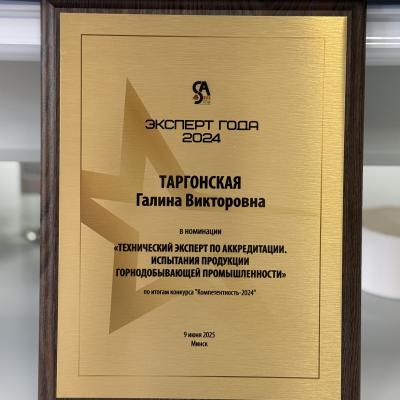 ЭКСПЕРТ ГОДА
2024
ТАРГОНСКАЯ
Галина Викторовна
в номинации
«ТЕХНИЧЕСКИЙ ЭКСПЕРТ ПО АККРЕДИТАЦИИ.
ИСПЫТАНИЯ ПРОДУКЦИИ
ГОРНОДОБЫВАЮЩЕЙ ПРОМЫШЛЕННОСТИ»
по итогам конкурса "Компетентность-2024"
9 июня 2025
Минск